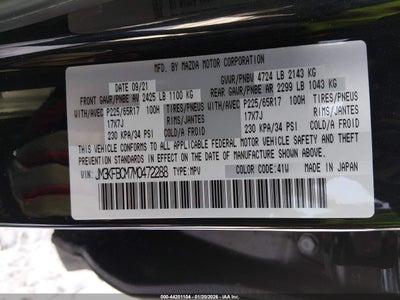 MFD. BY MAZDA MOTOR CORPORATION
DATE 09/21 GVWR/PNBV 4724 LB 2143 KG
FRONT GAWR/PNBE AV 2425 LB 1100 KG REAR GAWR/PNBE AR 2299 LB 1043 KG
WITH/AVEC P225/65R17 100H TIRES/PNEUS WITH/AVEC P225/65R17 100H TIRES/PNEUS
17X7J RIMS/JANTES 17X7J RIMS/JANTES
230 KPA/34 PSI COLD/A FROID 230 KPA/34 PSI COLD/A FROID
THIS VEHICLE CONFORMS TO ALL APPLICABLE FEDERAL MOTOR VEHICLE SAFETY AND
THEFT PREVENTION STANDARDS IN EFFECT ON THE DATE OF MANUFACTURE SHOWN ABOVE.
VIN: JM3KFBCM7M0472288 TYPE:MPV COLOR CODE:41W MADE IN JAPAN
000-44201104 - 01/20/2026 - IAA Inc.